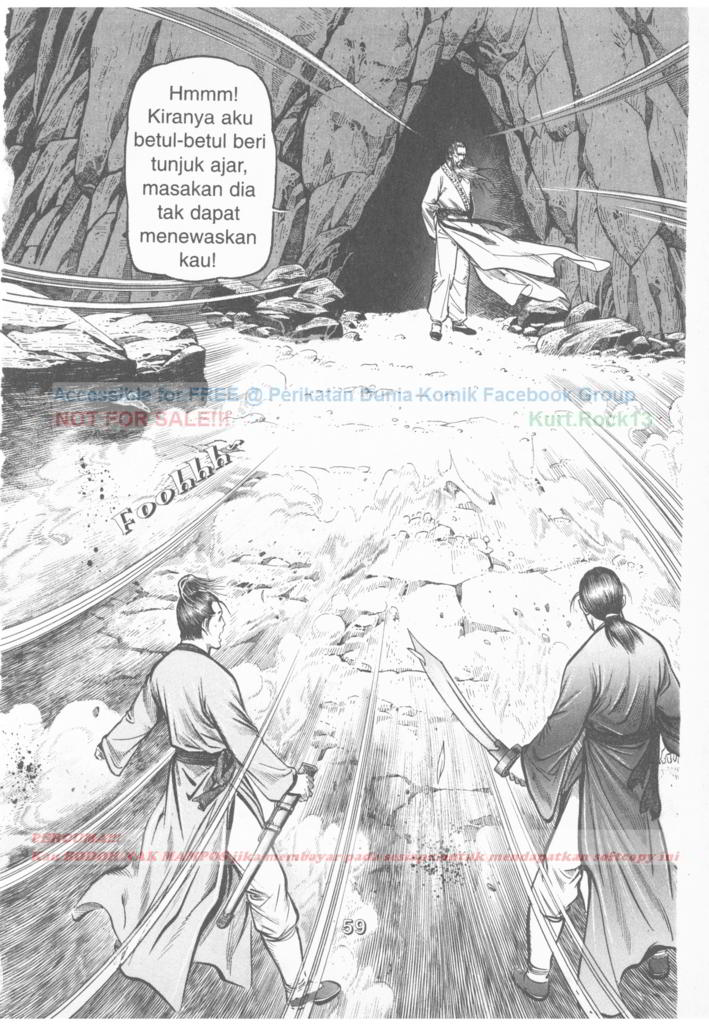 Hmmm!
Kiranya aku
betul-betul beri
tunjuk ajar,
masakan dia
tak dapat
menewaskan
kau!
Accessible for FREE @ Perikatan Dunia Komik Facebook Group
NOT FOR SALE!!!
Kurt.Rock13
Foohhh
PERCUMA!!!
Kau BODOH NAK MAMPOS jika membayar pada sesiapa untuk mendapatkan softcopy ini
59